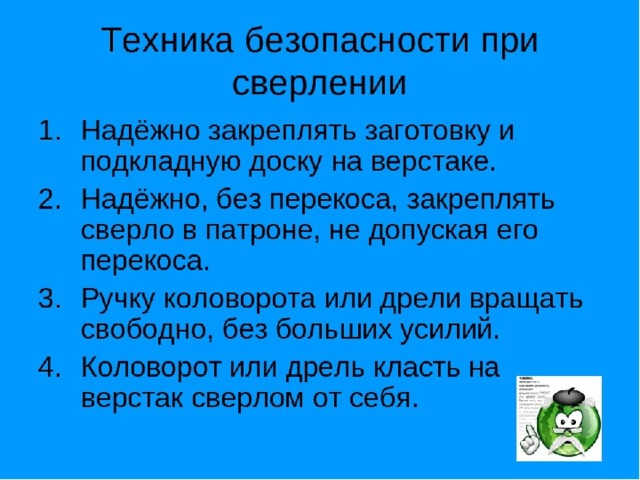 Техника безопасности при
сверлении
1. Надёжно закреплять заготовку и
подкладную доску на верстаке.
2. Надёжно, без перекоса, закреплять
сверло в патроне, не допуская его
перекоса.
3. Ручку коловорота или дрели вращать
свободно, без больших усилий.
4. Коловорот или дрель класть на
верстак сверлом от себя.